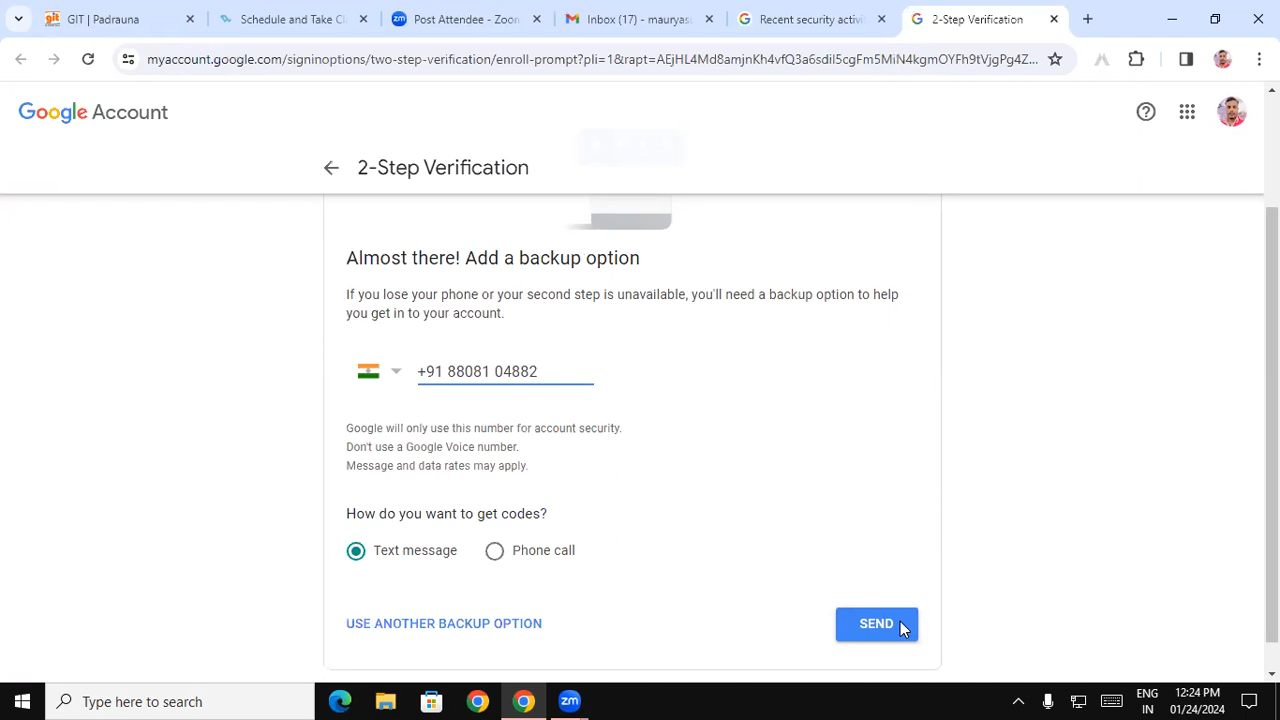 GIT | Padrauna
Schedule and Take Cl
Post Attendee - Zoon
Inbox (17) - mauryasu
Recent security activi
2-Step Verification
myaccount.google.com/signinoptions/two-step-verification/enroll-prompt?pli=1&rapt=AEjHL4Md8amjnKh4vfQ3a6sdiI5cgFm5MiN4kgmOYFh9tVjgPg4Z...
Google Account
2-Step Verification
Almost there! Add a backup option
If you lose your phone or your second step is unavailable, you'll need a backup option to help
you get in to your account.
+91 88081 04882
Google will only use this number for account security.
Don't use a Google Voice number.
Message and data rates may apply.
How do you want to get codes?
Text message
Phone call
USE ANOTHER BACKUP OPTION
SEND
Type here to search
zm
ENG
IN
12:24 PM
01/24/2024